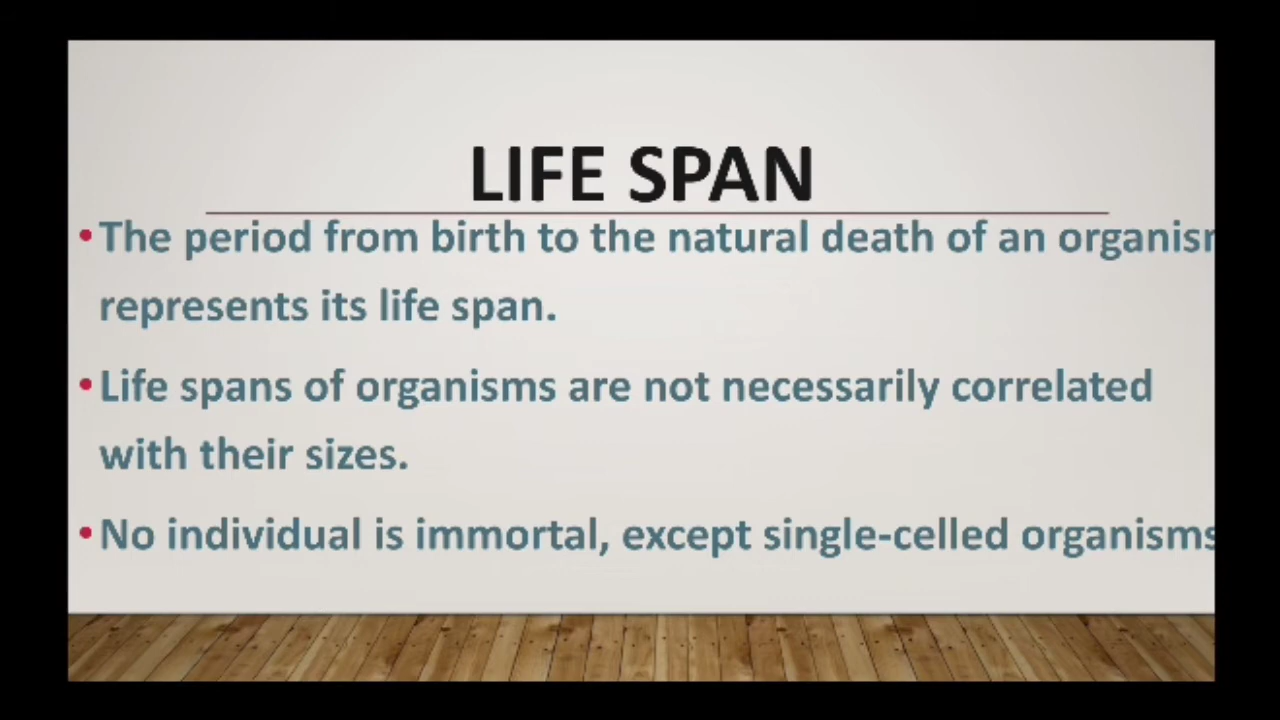 LIFE SPAN
•The period from birth to the natural death of an organism
represents its life span.
•Life spans of organisms are not necessarily correlated
with their sizes.
•No individual is immortal, except single-celled organisms